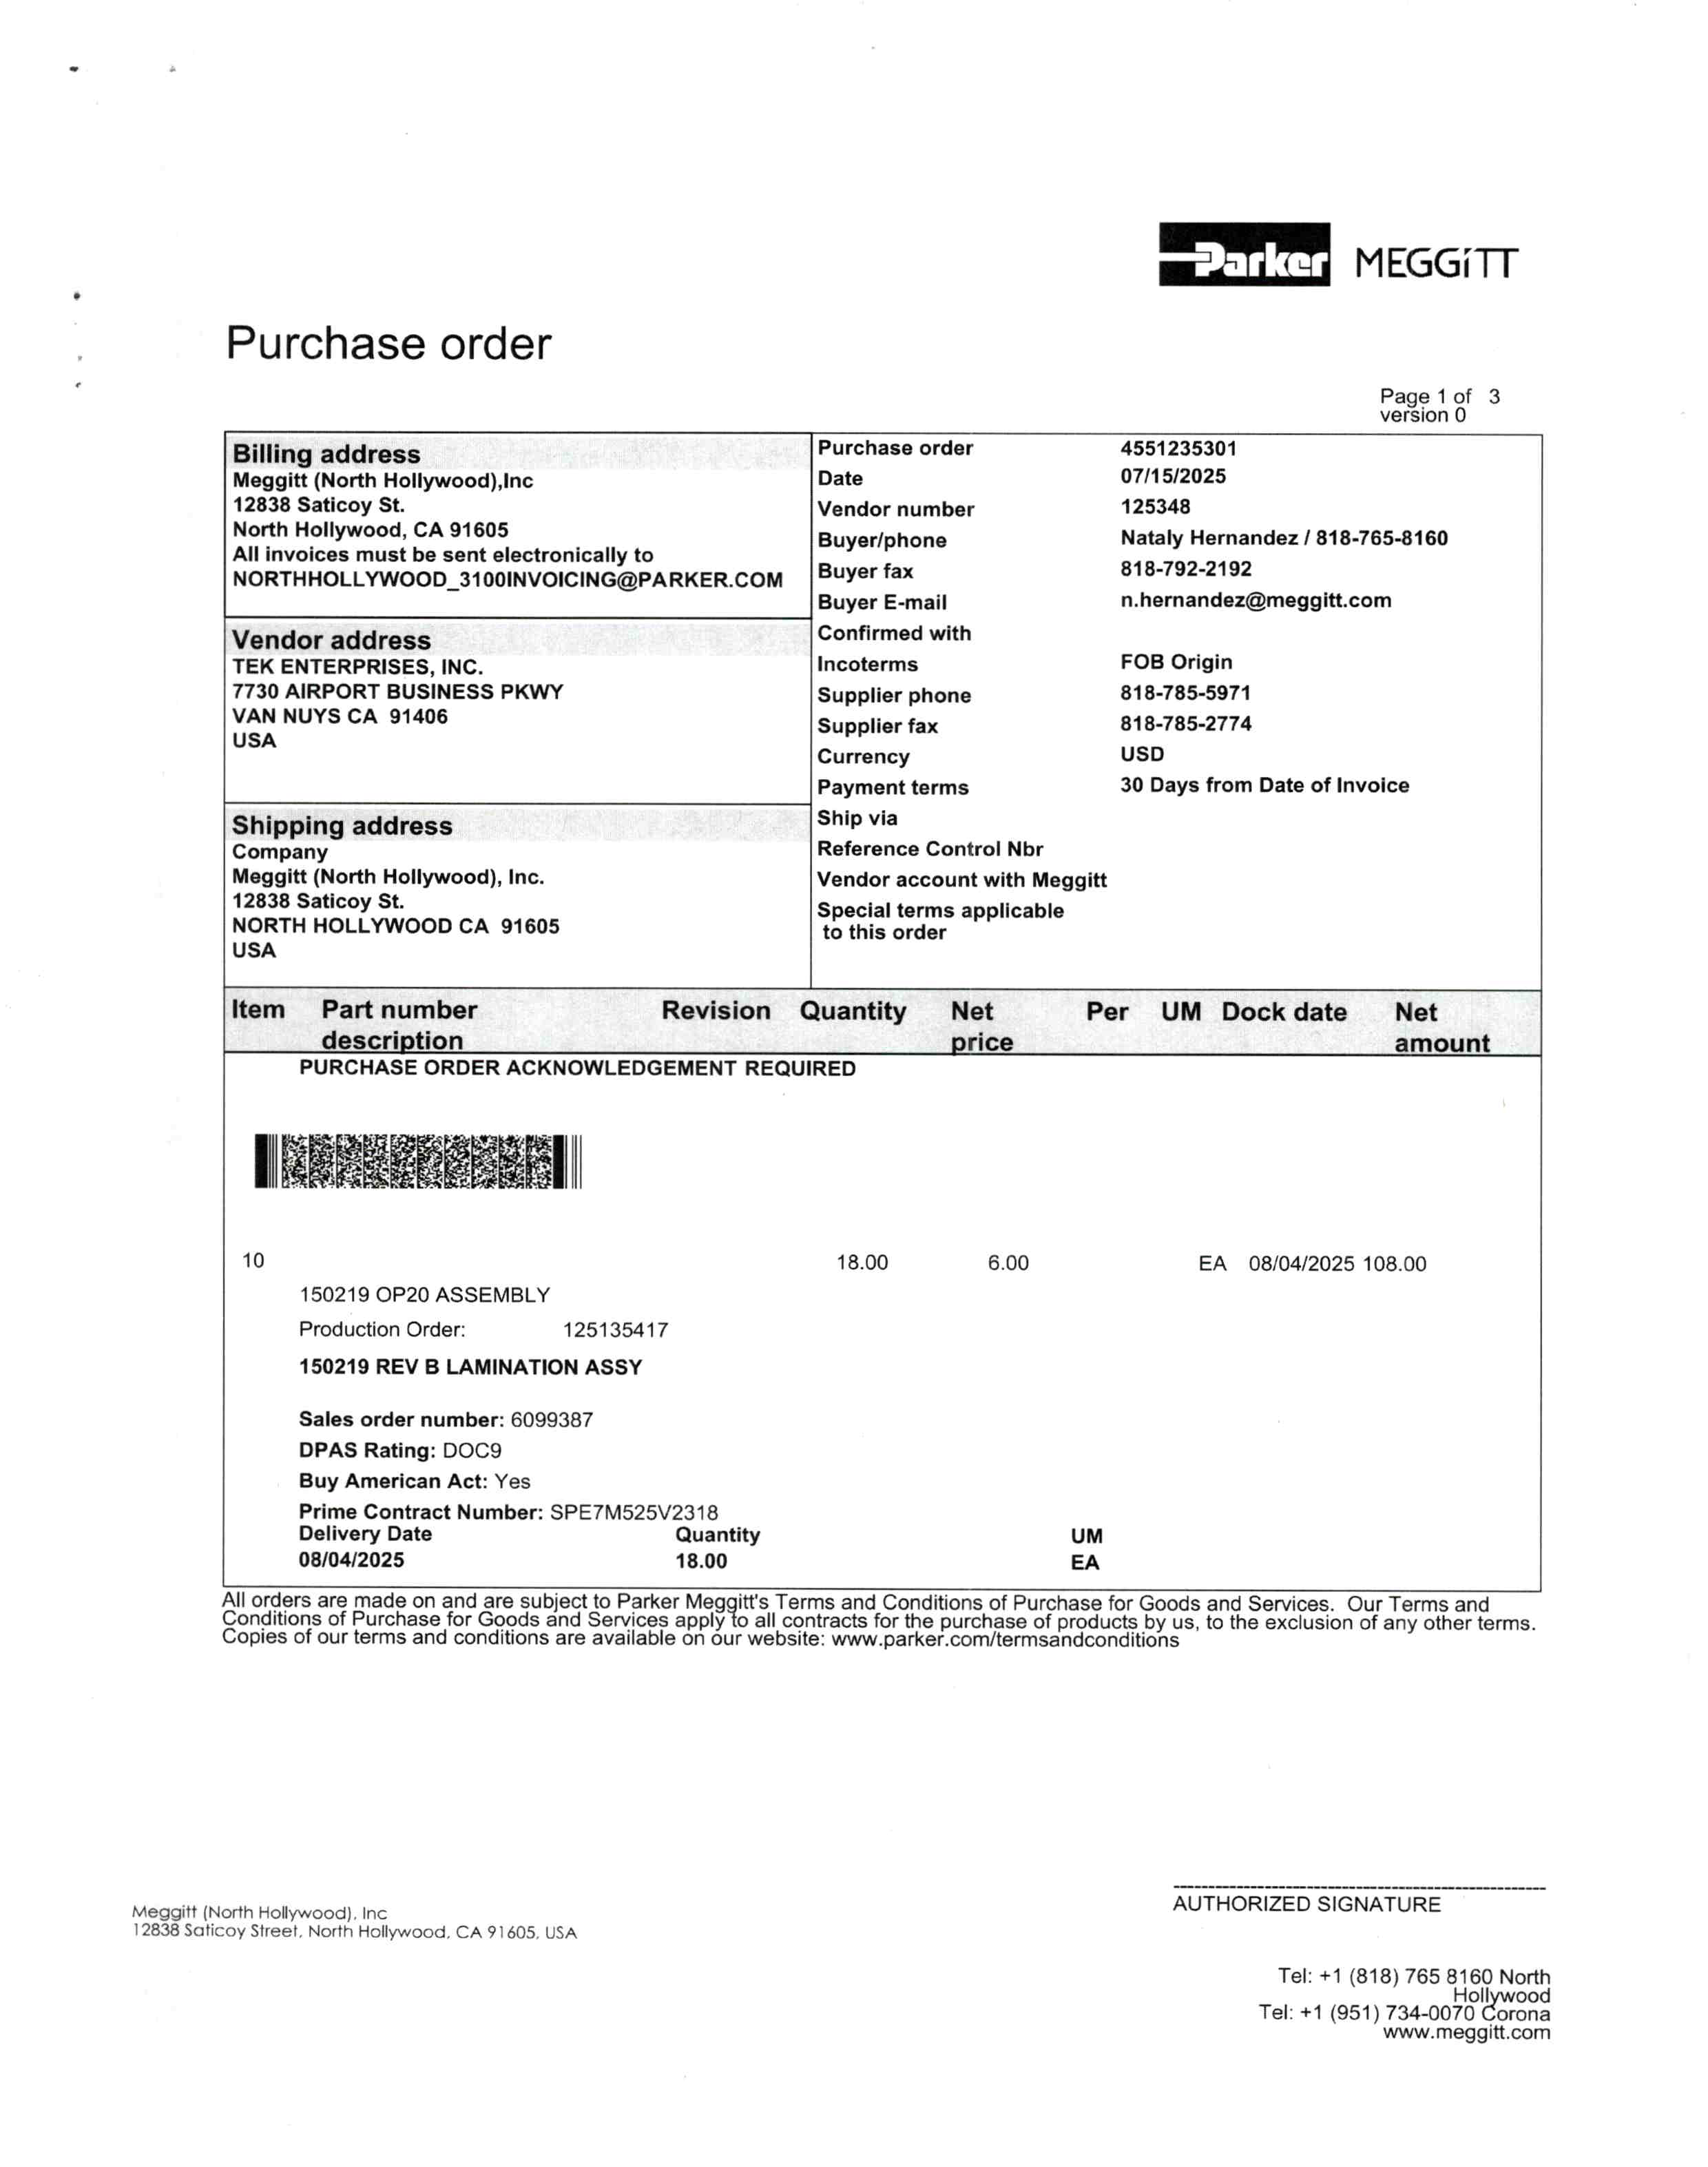 Parker MEGGiTT
Purchase order
Page 1 of 3
version 0
Billing address
Meggitt (North Hollywood),Inc
12838 Saticoy St.
North Hollywood, CA 91605
All invoices must be sent electronically to
NORTHHOLLYWOOD_3100INVOICING@PARKER.COM
Vendor address
TEK ENTERPRISES, INC.
7730 AIRPORT BUSINESS PKWY
VAN NUYS CA 91406
USA
Shipping address
Company
Meggitt (North Hollywood), Inc.
12838 Saticoy St.
NORTH HOLLYWOOD CA 91605
USA
Purchase order 4551235301
Date 07/15/2025
Vendor number 125348
Buyer/phone Nataly Hernandez / 818-765-8160
Buyer fax 818-792-2192
Buyer E-mail n.hernandez@meggitt.com
Confirmed with
Incoterms FOB Origin
Supplier phone 818-785-5971
Supplier fax 818-785-2774
Currency USD
Payment terms 30 Days from Date of Invoice
Ship via
Reference Control Nbr
Vendor account with Meggitt
Special terms applicable
to this order
Item Part number Revision Quantity Net Per UM Dock date Net
description price amount
PURCHASE ORDER ACKNOWLEDGEMENT REQUIRED
10 18.00 6.00 EA 08/04/2025 108.00
150219 OP20 ASSEMBLY
Production Order: 125135417
150219 REV B LAMINATION ASSY
Sales order number: 6099387
DPAS Rating: DOC9
Buy American Act: Yes
Prime Contract Number: SPE7M525V2318
Delivery Date Quantity UM
08/04/2025 18.00 EA
All orders are made on and are subject to Parker Meggitt's Terms and Conditions of Purchase for Goods and Services. Our Terms and
Conditions of Purchase for Goods and Services apply to all contracts for the purchase of products by us, to the exclusion of any other terms.
Copies of our terms and conditions are available on our website: www.parker.com/termsandconditions
AUTHORIZED SIGNATURE
Meggitt (North Hollywood), Inc
12838 Saticoy Street, North Hollywood, CA 91605, USA
Tel: +1 (818) 765 8160 North
Hollywood
Tel: +1 (951) 734-0070 Corona
www.meggitt.com